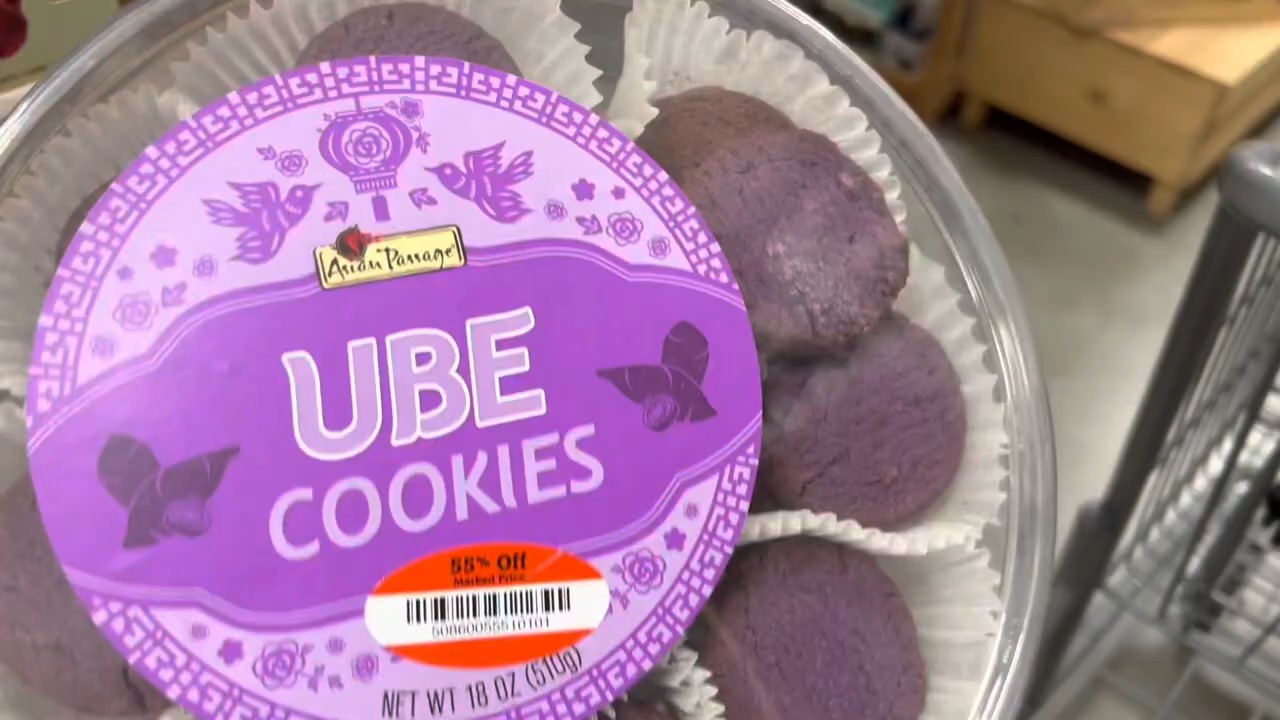 Asian Passage
UBE
COOKIES
55% Off
Marked Price
NET WT 18 OZ (510g)